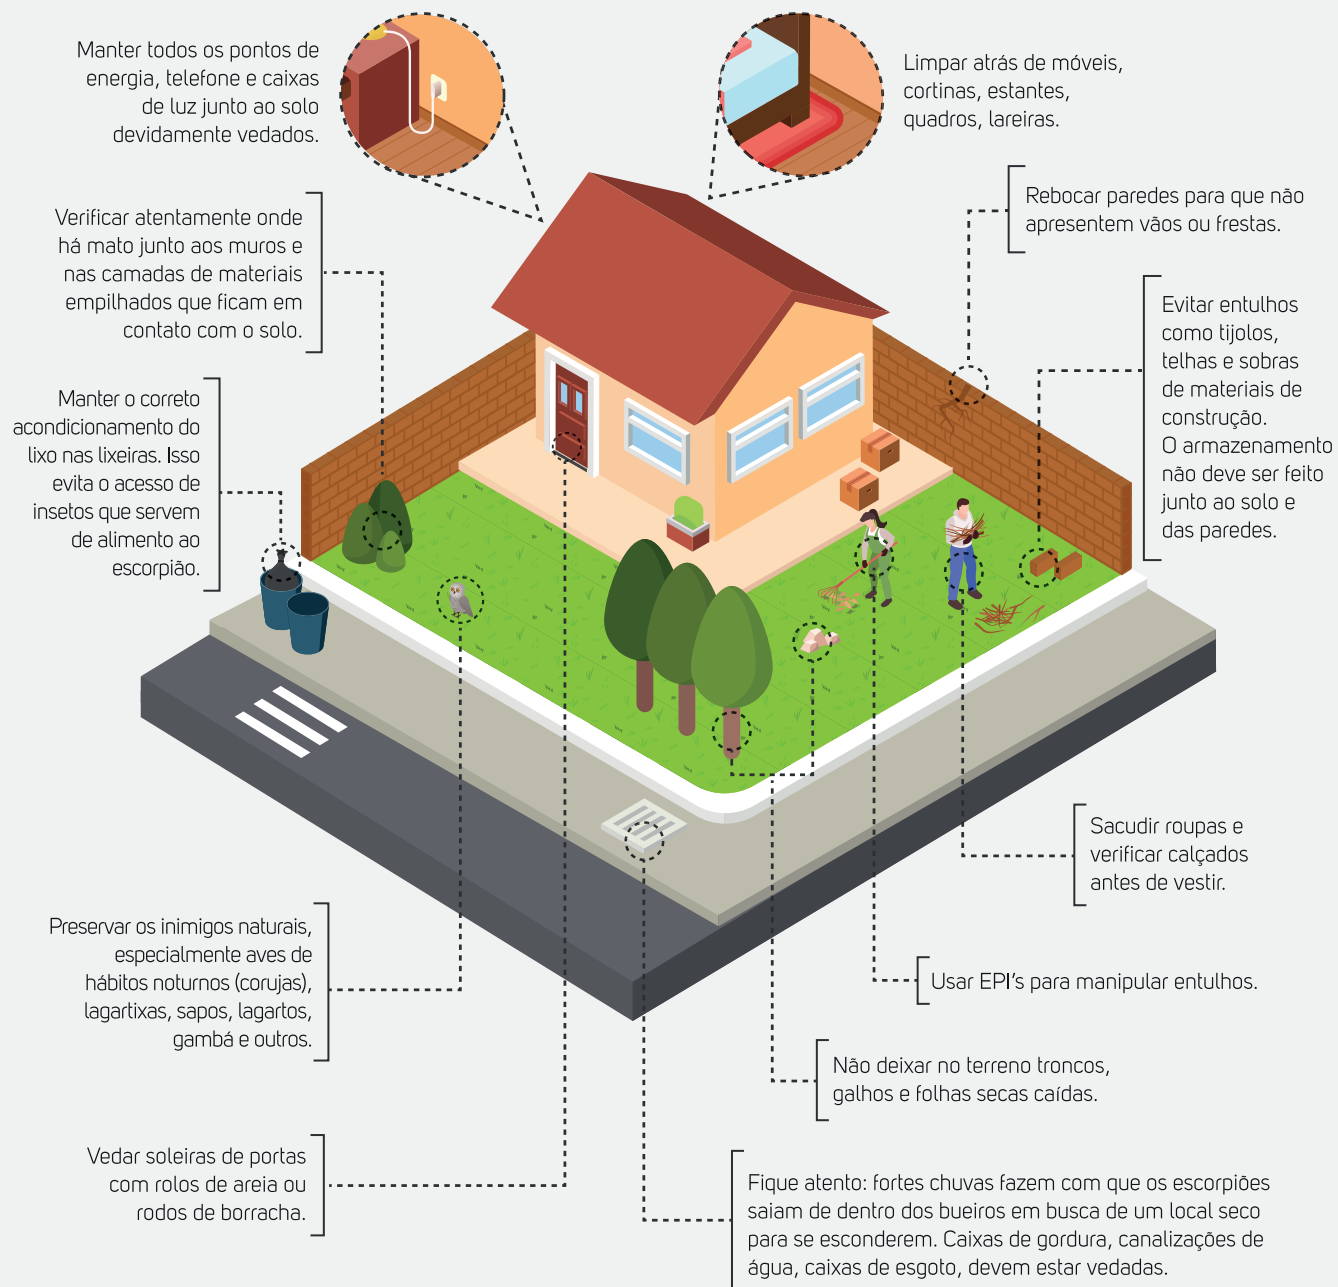 Manter todos os pontos de
energia, telefone e caixas
de luz junto ao solo
devidamente vedados.
Limpar atrás de móveis,
cortinas, estantes,
quadros, lareiras.
Verificar atentamente onde
há mato junto aos muros e
nas camadas de materiais
empilhados que ficam em
contato com o solo.
Rebocar paredes para que não
apresentem vãos ou frestas.
Evitar entulhos
como tijolos,
telhas e sobras
de materiais de
construção.
O armazenamento
não deve ser feito
junto ao solo e
das paredes.
Manter o correto
acondicionamento do
lixo nas lixeiras. Isso
evita o acesso de
insetos que servem
de alimento ao
escorpião.
Sacudir roupas e
verificar calçados
antes de vestir.
Preservar os inimigos naturais,
especialmente aves de
hábitos noturnos (corujas),
lagartixas, sapos, lagartos,
gambá e outros.
Usar EPI's para manipular entulhos.
Não deixar no terreno troncos,
galhos e folhas secas caídas.
Vedar soleiras de portas
com rolos de areia ou
rodos de borracha.
Fique atento: fortes chuvas fazem com que os escorpiões
saiam de dentro dos bueiros em busca de um local seco
para se esconderem. Caixas de gordura, canalizações de
água, caixas de esgoto, devem estar vedadas.